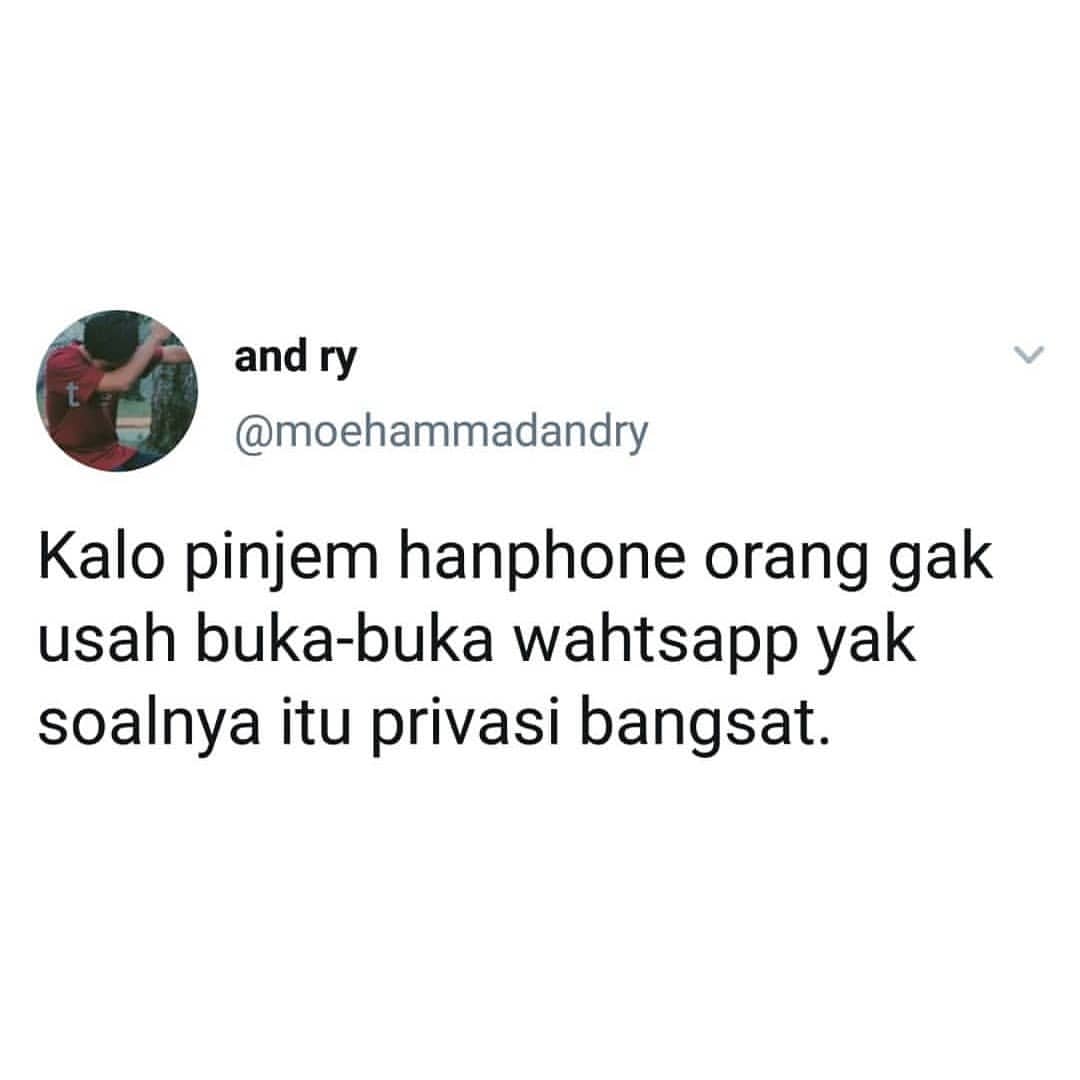 and ry
@moehammadandry
t
Kalo pinjem hanphone orang gak
usah buka-buka wahtsapp yak
soalnya itu privasi bangsat.